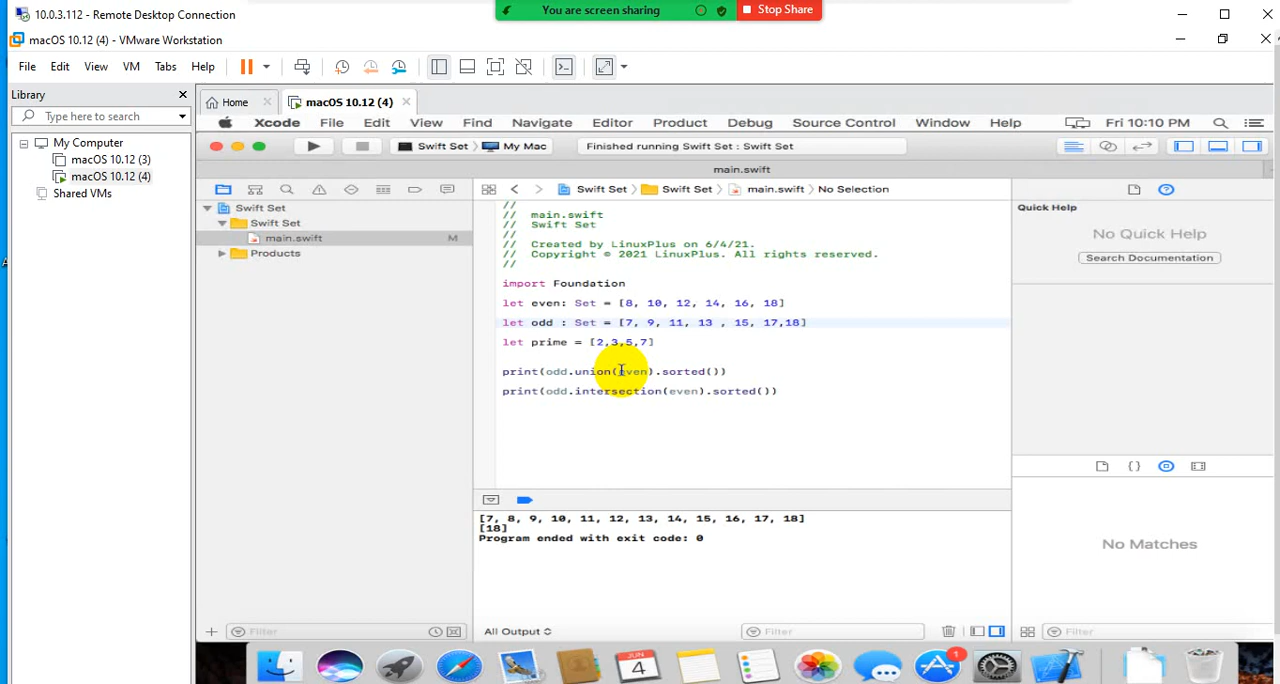 10.0.3.112 - Remote Desktop Connection
You are screen sharing
Stop Share
macOS 10.12 (4) - VMware Workstation
File Edit View VM Tabs Help
Library
Type here to search
My Computer
macOS 10.12 (3)
macOS 10.12 (4)
Shared VMs
Home
macOS 10.12 (4)
Xcode File Edit View Find Navigate Editor Product Debug Source Control Window Help
Fri 10:10 PM
Swift Set
My Mac
Finished running Swift Set : Swift Set
main.swift
Swift Set
Swift Set
main.swift
No Selection
Swift Set
Swift Set
main.swift
M
Products
//
// main.swift
// Swift Set
//
// Created by LinuxPlus on 6/4/21.
// Copyright © 2021 LinuxPlus. All rights reserved.
//
import Foundation
let even: Set = [8, 10, 12, 14, 16, 18]
let odd : Set = [7, 9, 11, 13 , 15, 17,18]
let prime = [2,3,5,7]
print(odd.union(even).sorted())
print(odd.intersection(even).sorted())
Quick Help
No Quick Help
Search Documentation
No Matches
[7, 8, 9, 10, 11, 12, 13, 14, 15, 16, 17, 18]
[18]
Program ended with exit code: 0
Filter
All Output
Filter
Filter
JUN
4
1